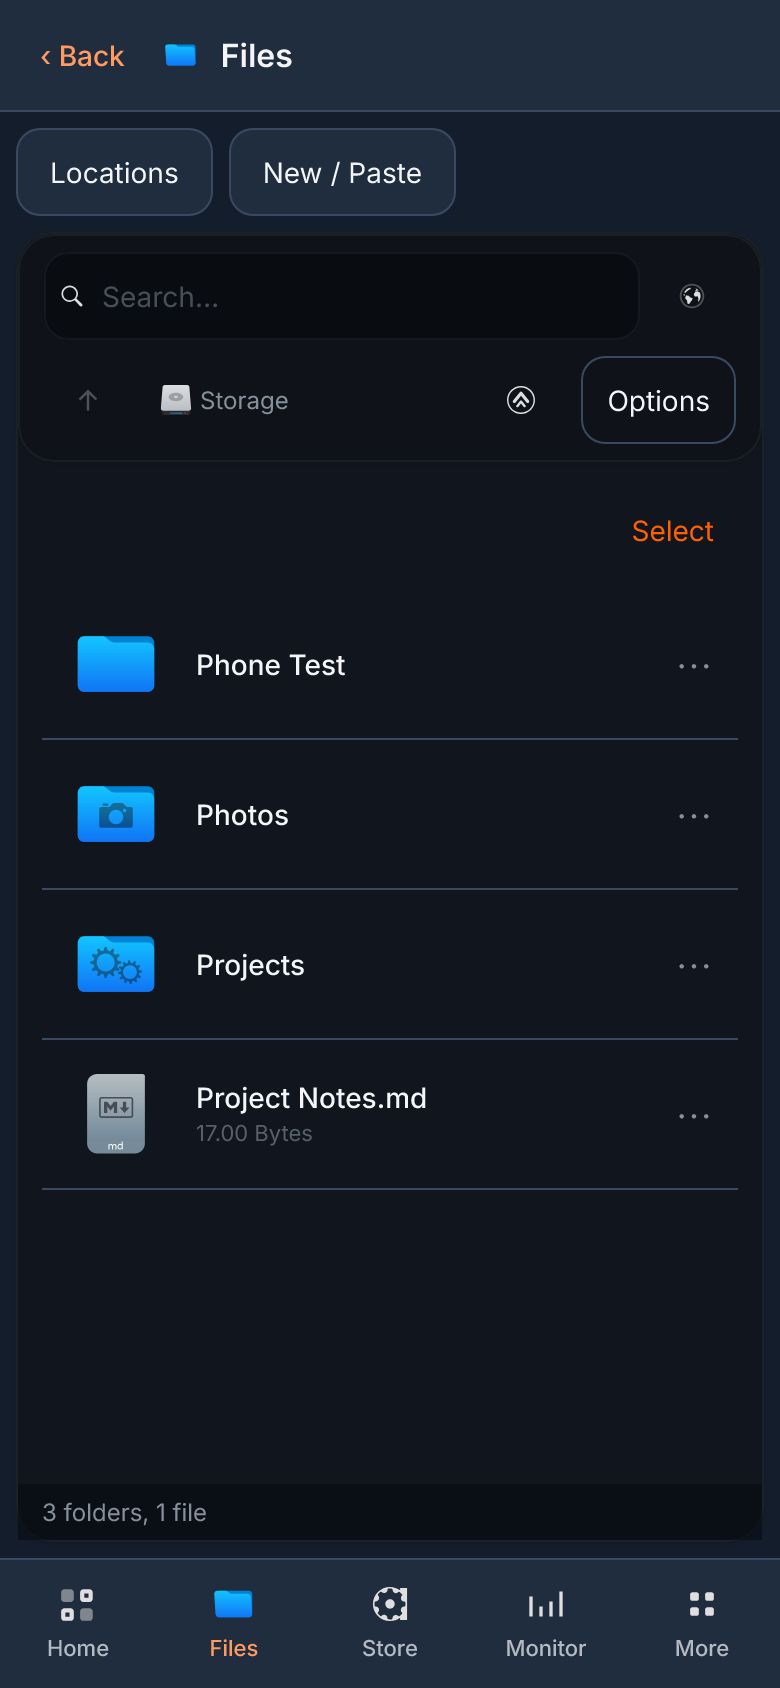 ‹ Back Files
Locations New / Paste
Search...
Storage Options
Select
Phone Test
Photos
Projects
M
Project Notes.md
17.00 Bytes
md
3 folders, 1 file
Home Files Store Monitor More